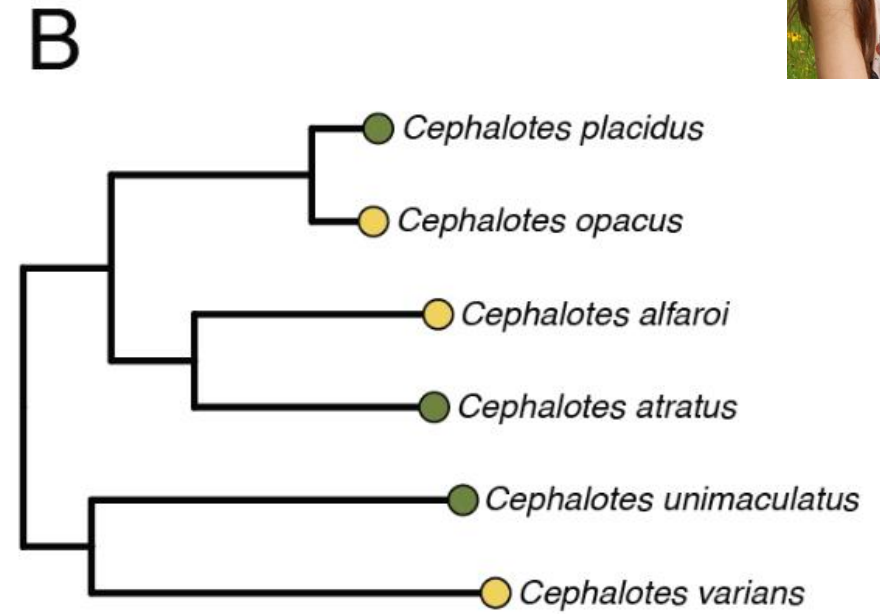 B
Cephalotes placidus
Cephalotes opacus
Cephalotes alfaroi
Cephalotes atratus
Cephalotes unimaculatus
Cephalotes varians